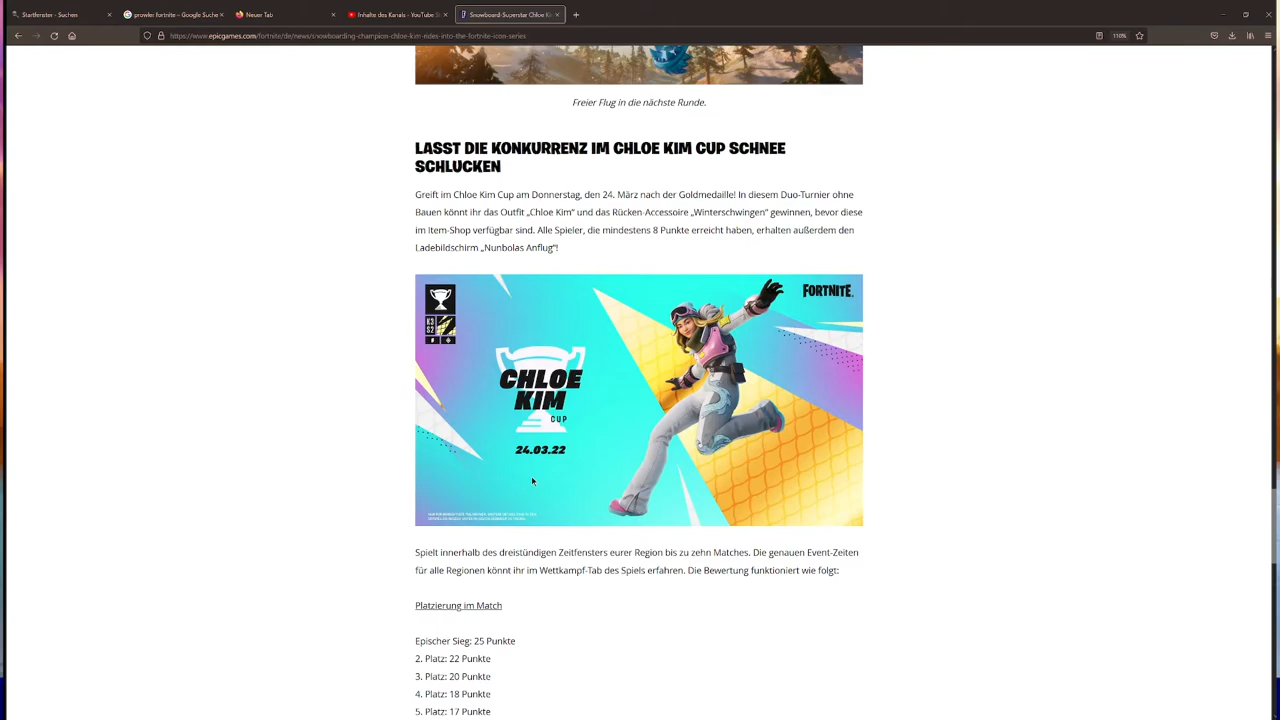 Startfenster - Suchen
prowler fortnite – Google Suche
Neuer Tab
Inhalte des Kanals - YouTube St
Snowboard-Superstar Chloe Ki
https://www.epicgames.com/fortnite/de/news/snowboarding-champion-chloe-kim-rides-into-the-fortnite-icon-series
110%
Freier Flug in die nächste Runde.
LASST DIE KONKURRENZ IM CHLOE KIM CUP SCHNEE
SCHLUCKEN
Greift im Chloe Kim Cup am Donnerstag, den 24. März nach der Goldmedaille! In diesem Duo-Turnier ohne
Bauen könnt ihr das Outfit „Chloe Kim“ und das Rücken-Accessoire „Winterschwingen“ gewinnen, bevor diese
im Item-Shop verfügbar sind. Alle Spieler, die mindestens 8 Punkte erreicht haben, erhalten außerdem den
Ladebildschirm „Nunbolas Anflug“!
FORTNITE
K3
S2
CHLOE
KIM
CUP
24.03.22
Spielt innerhalb des dreistündigen Zeitfensters eurer Region bis zu zehn Matches. Die genauen Event-Zeiten
für alle Regionen könnt ihr im Wettkampf-Tab des Spiels erfahren. Die Bewertung funktioniert wie folgt:
Platzierung im Match
Epischer Sieg: 25 Punkte
2. Platz: 22 Punkte
3. Platz: 20 Punkte
4. Platz: 18 Punkte
5. Platz: 17 Punkte